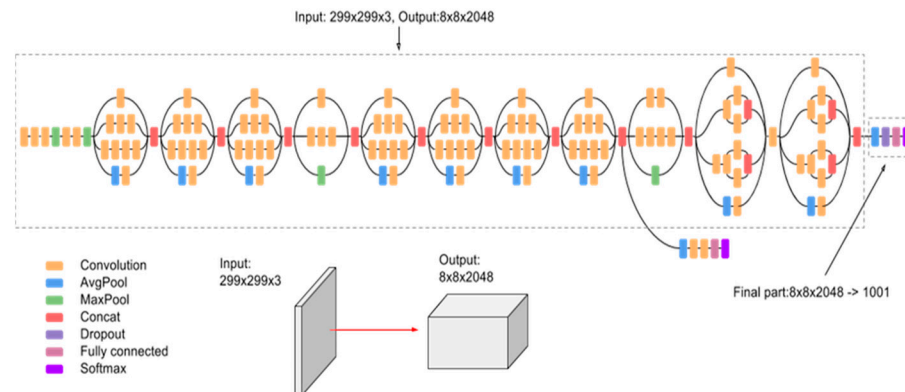 Input: 299x299x3, Output:8x8x2048
Convolution
AvgPool
MaxPool
Concat
Dropout
Fully connected
Softmax
Input:
299x299x3
Output:
8x8x2048
Final part:8x8x2048 -> 1001